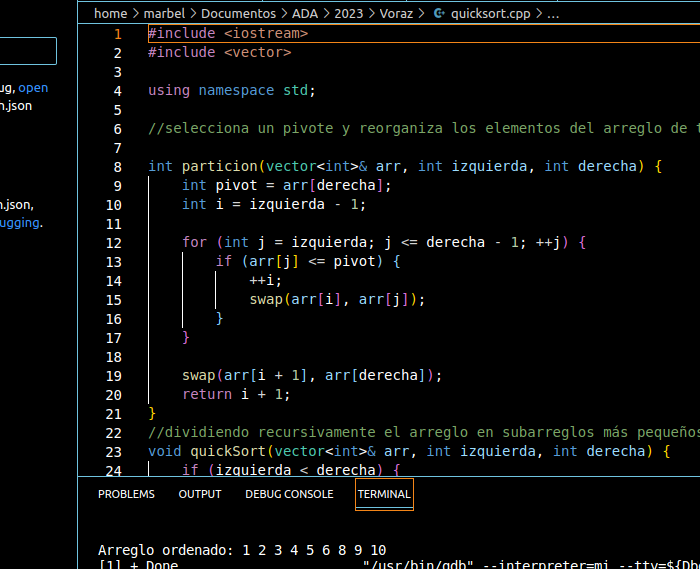 home > marbel > Documentos > ADA > 2023 > Voraz > quicksort.cpp > ...
ug, open
n.json
n.json,
ugging.
1 #include <iostream>
2 #include <vector>
3
4 using namespace std;
5
6 //selecciona un pivote y reorganiza los elementos del arreglo de t
7
8 int particion(vector<int>& arr, int izquierda, int derecha) {
9 int pivot = arr[derecha];
10 int i = izquierda - 1;
11
12 for (int j = izquierda; j <= derecha - 1; ++j) {
13 if (arr[j] <= pivot) {
14 ++i;
15 swap(arr[i], arr[j]);
16 }
17 }
18
19 swap(arr[i + 1], arr[derecha]);
20 return i + 1;
21 }
22 //dividiendo recursivamente el arreglo en subarreglos más pequeños
23 void quickSort(vector<int>& arr, int izquierda, int derecha) {
24 if (izquierda < derecha) {
PROBLEMS OUTPUT DEBUG CONSOLE TERMINAL
Arreglo ordenado: 1 2 3 4 5 6 8 9 10
[1] + Done "/usr/bin/gdb" --interpreter=mi --tty=${Db